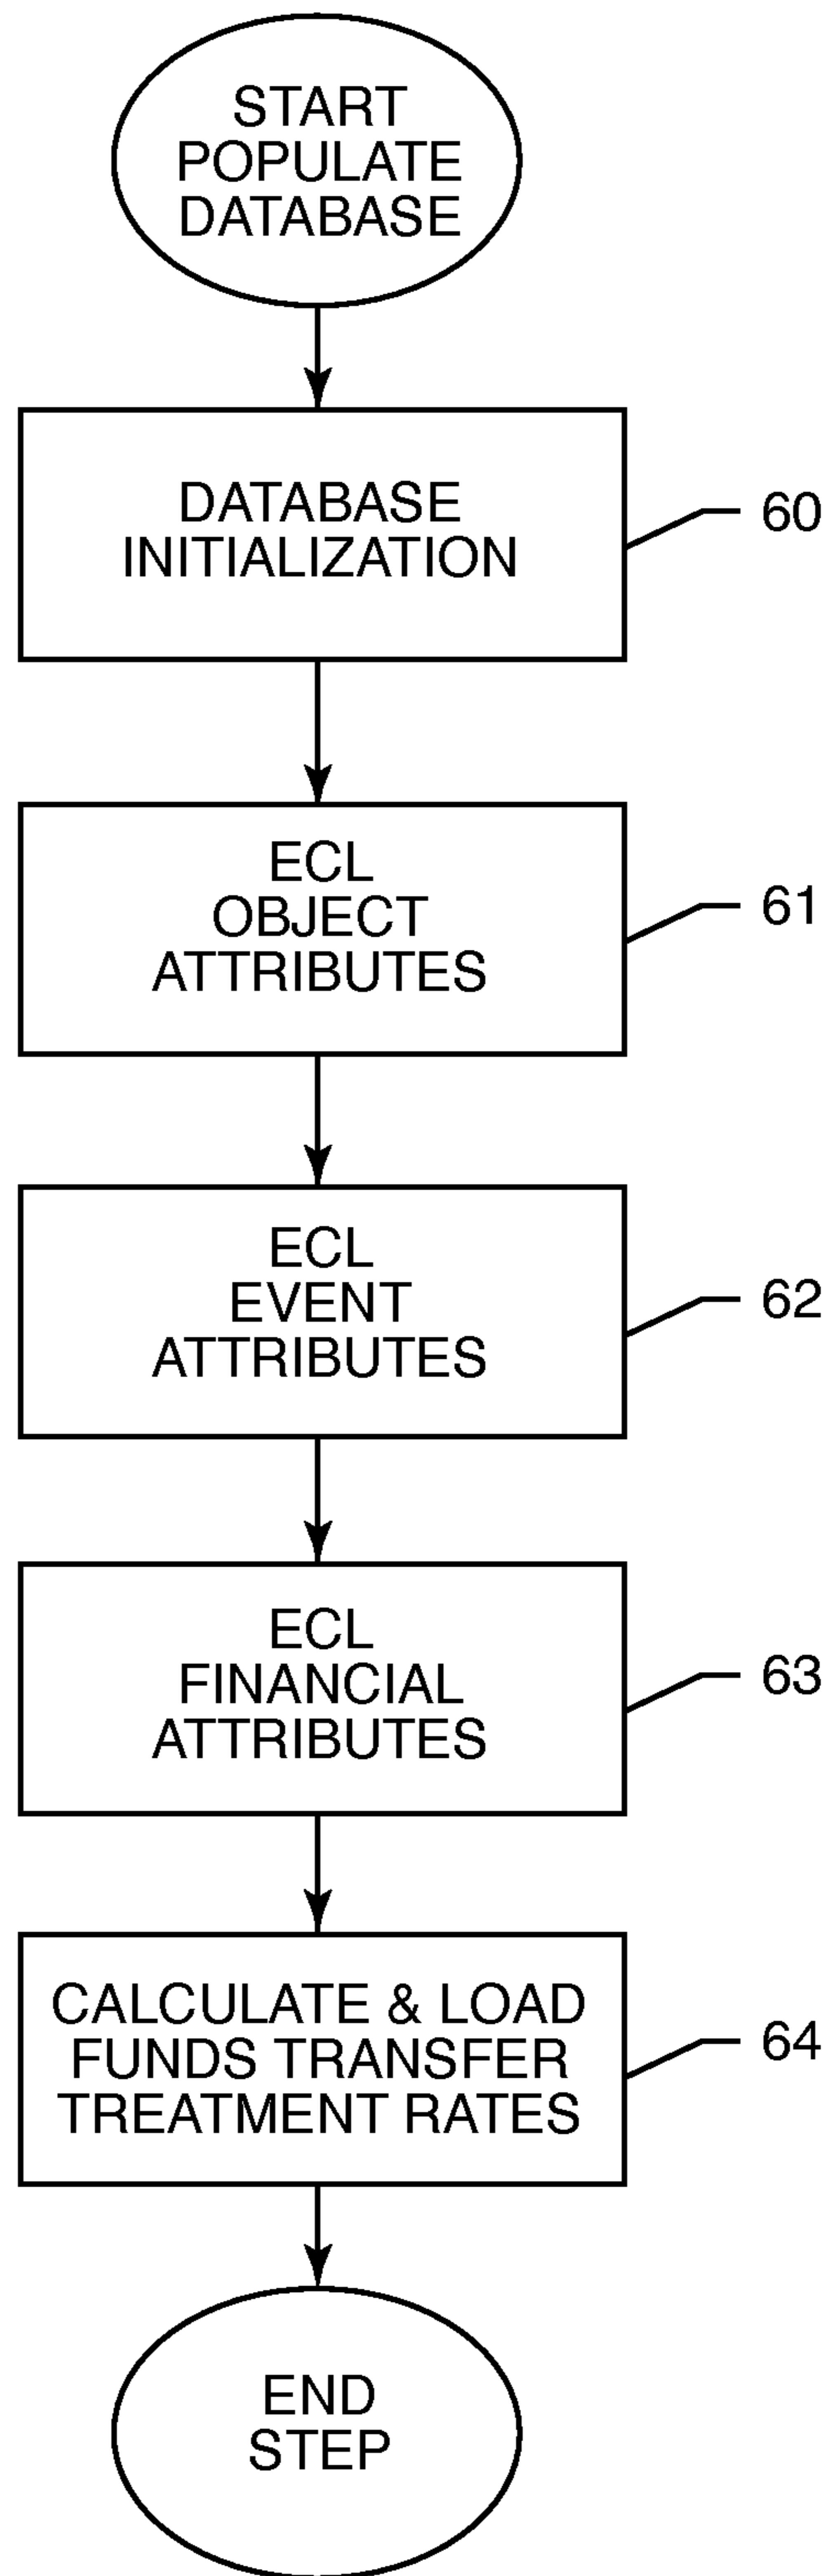 START
POPULATE
DATABASE
DATABASE
INITIALIZATION
60
ECL
OBJECT
ATTRIBUTES
61
ECL
EVENT
ATTRIBUTES
62
ECL
FINANCIAL
ATTRIBUTES
63
CALCULATE & LOAD
FUNDS TRANSFER
TREATMENT RATES
64
END
STEP